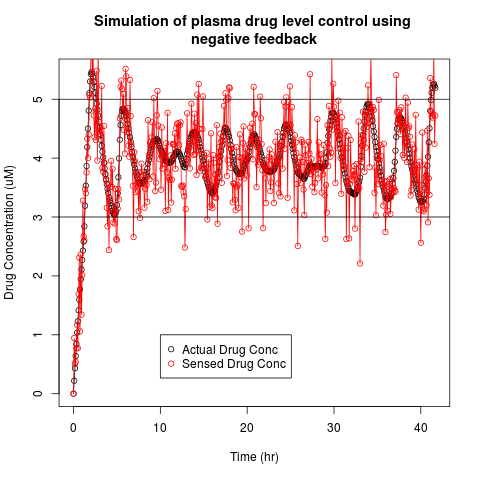 Simulation of plasma drug level control using
negative feedback
Drug Concentration (uM)
5
4
3
2
1
0
Actual Drug Conc
Sensed Drug Conc
0
10
20
30
40
Time (hr)